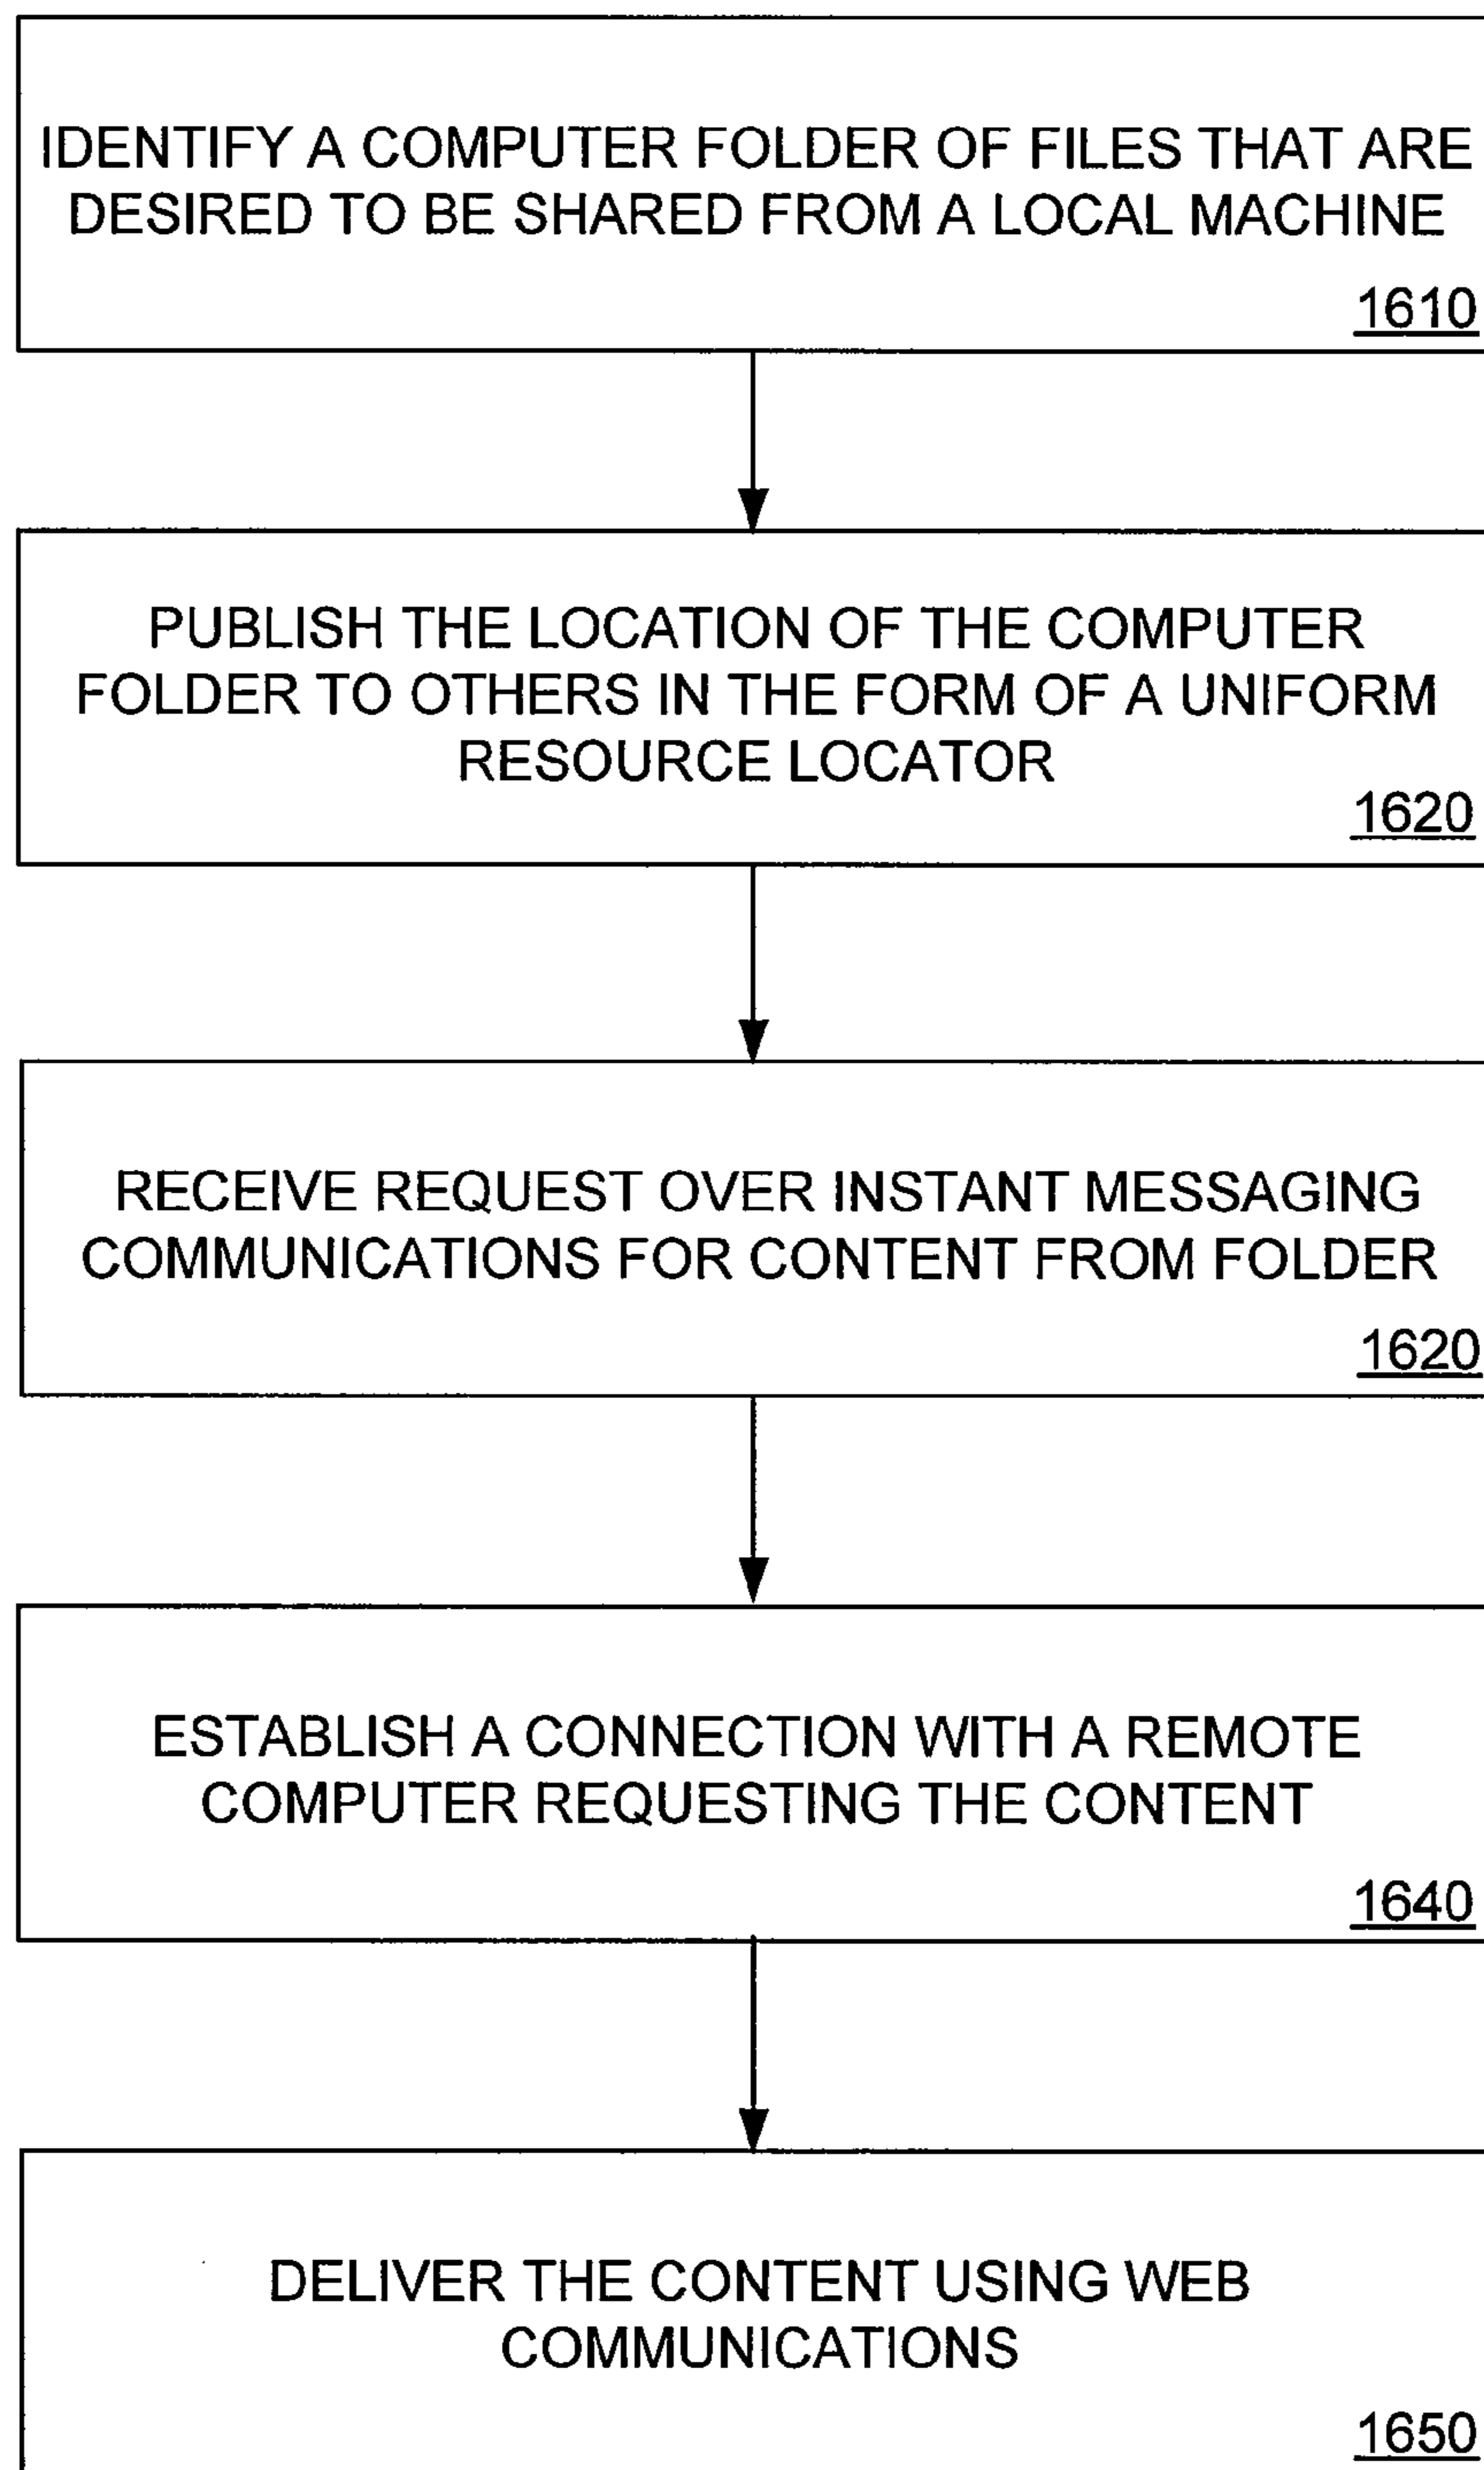 IDENTIFY A COMPUTER FOLDER OF FILES THAT ARE
DESIRED TO BE SHARED FROM A LOCAL MACHINE
1610
PUBLISH THE LOCATION OF THE COMPUTER
FOLDER TO OTHERS IN THE FORM OF A UNIFORM
RESOURCE LOCATOR
1620
RECEIVE REQUEST OVER INSTANT MESSAGING
COMMUNICATIONS FOR CONTENT FROM FOLDER
1620
ESTABLISH A CONNECTION WITH A REMOTE
COMPUTER REQUESTING THE CONTENT
1640
DELIVER THE CONTENT USING WEB
COMMUNICATIONS
1650